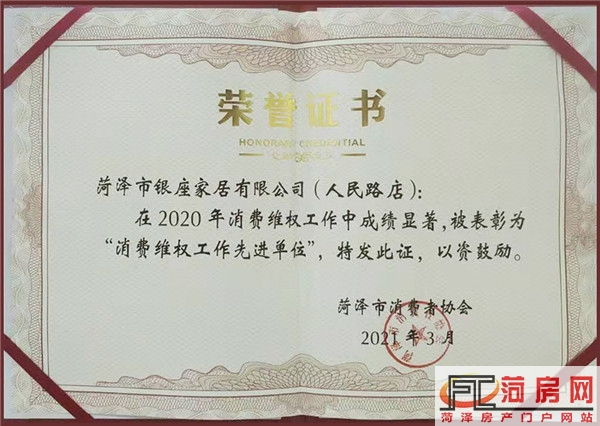 荣誉证书
HONORARY CREDENTIAL
菏泽市银座家居有限公司（人民路店）：
在2020年消费维权工作中成绩显著，被表彰为
“消费维权工作先进单位”，特发此证，以资鼓励。
菏泽市消费者协会
2021年3月
FC 菏房网
菏泽房产门户网站